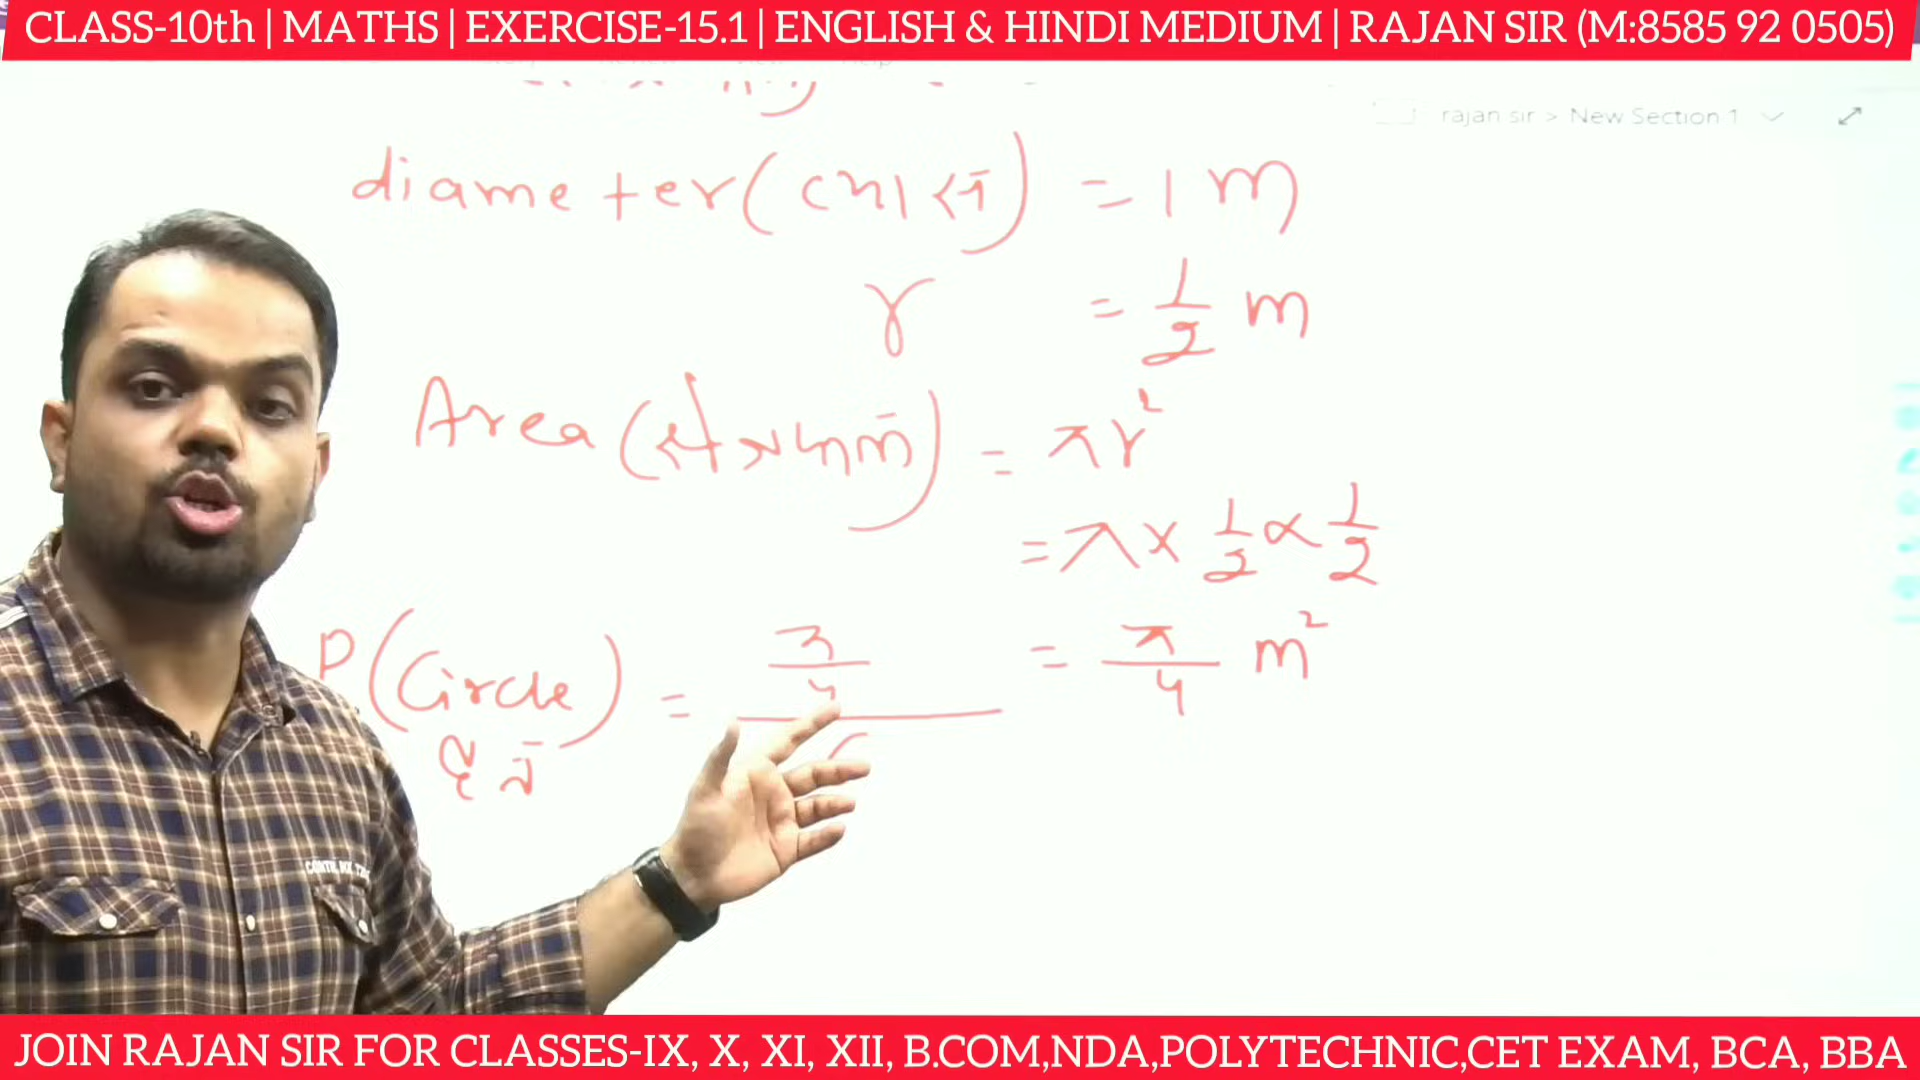 CLASS-10th | MATHS | EXERCISE-15.1 | ENGLISH & HINDI MEDIUM | RAJAN SIR (M:8585 92 0505)
rajan sir > New Section 1
diameter (व्यास) = 1 m
r = 1/2 m
Area (क्षेत्रफल) = πr²
= π × 1/2 × 1/2
P(Circle) = π/4 / 6 = π/4 m²
वृत्त
JOIN RAJAN SIR FOR CLASSES-IX, X, XI, XII, B.COM,NDA,POLYTECHNIC,CET EXAM, BCA, BBA